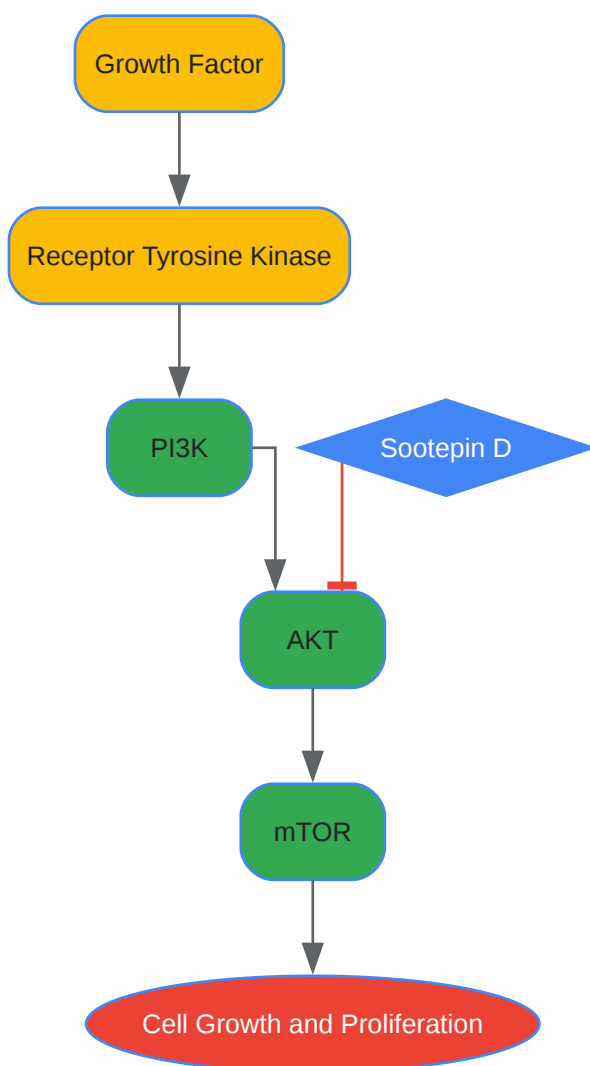 Growth Factor
Receptor Tyrosine Kinase
PI3K
Sootepin D
AKT
mTOR
Cell Growth and Proliferation